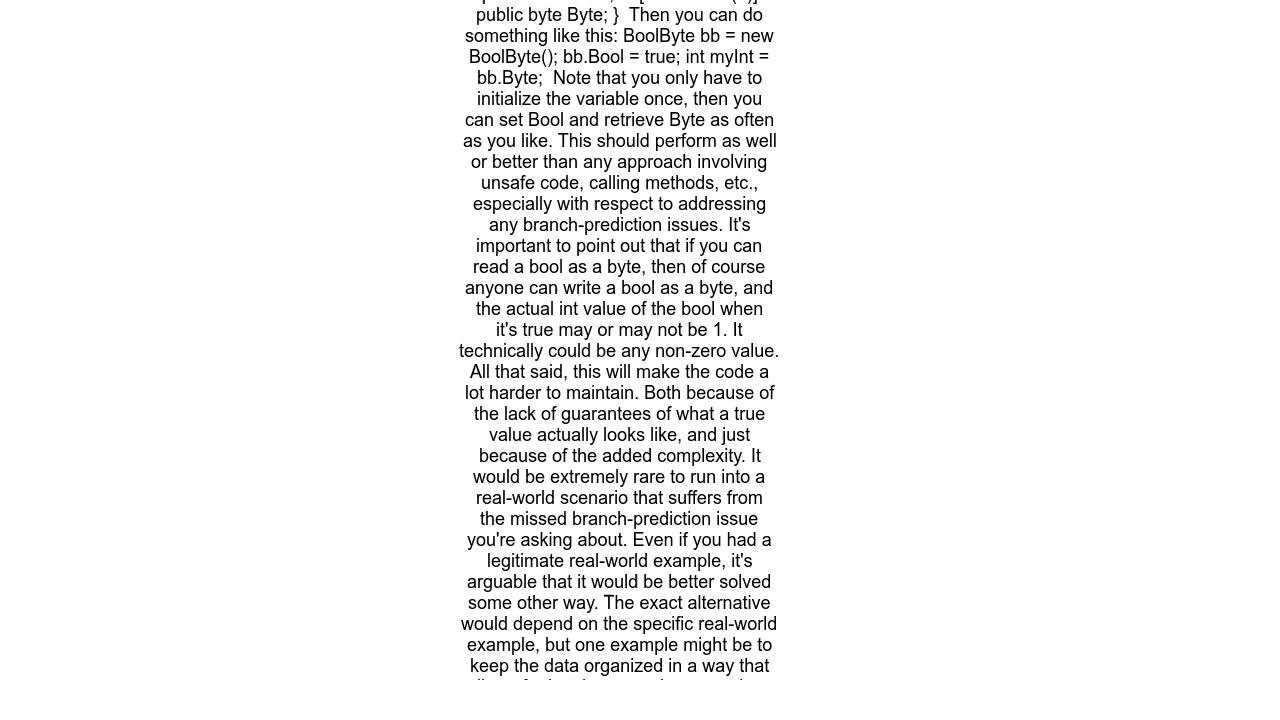 public byte Byte; }  Then you can do
something like this: BoolByte bb = new
BoolByte(); bb.Bool = true; int myInt =
bb.Byte;  Note that you only have to
initialize the variable once, then you
can set Bool and retrieve Byte as often
as you like. This should perform as well
or better than any approach involving
unsafe code, calling methods, etc.,
especially with respect to addressing
any branch-prediction issues. It's
important to point out that if you can
read a bool as a byte, then of course
anyone can write a bool as a byte, and
the actual int value of the bool when
it's true may or may not be 1. It
technically could be any non-zero value.
All that said, this will make the code a
lot harder to maintain. Both because of
the lack of guarantees of what a true
value actually looks like, and just
because of the added complexity. It
would be extremely rare to run into a
real-world scenario that suffers from
the missed branch-prediction issue
you're asking about. Even if you had a
legitimate real-world example, it's
arguable that it would be better solved
some other way. The exact alternative
would depend on the specific real-world
example, but one example might be to
keep the data organized in a way that